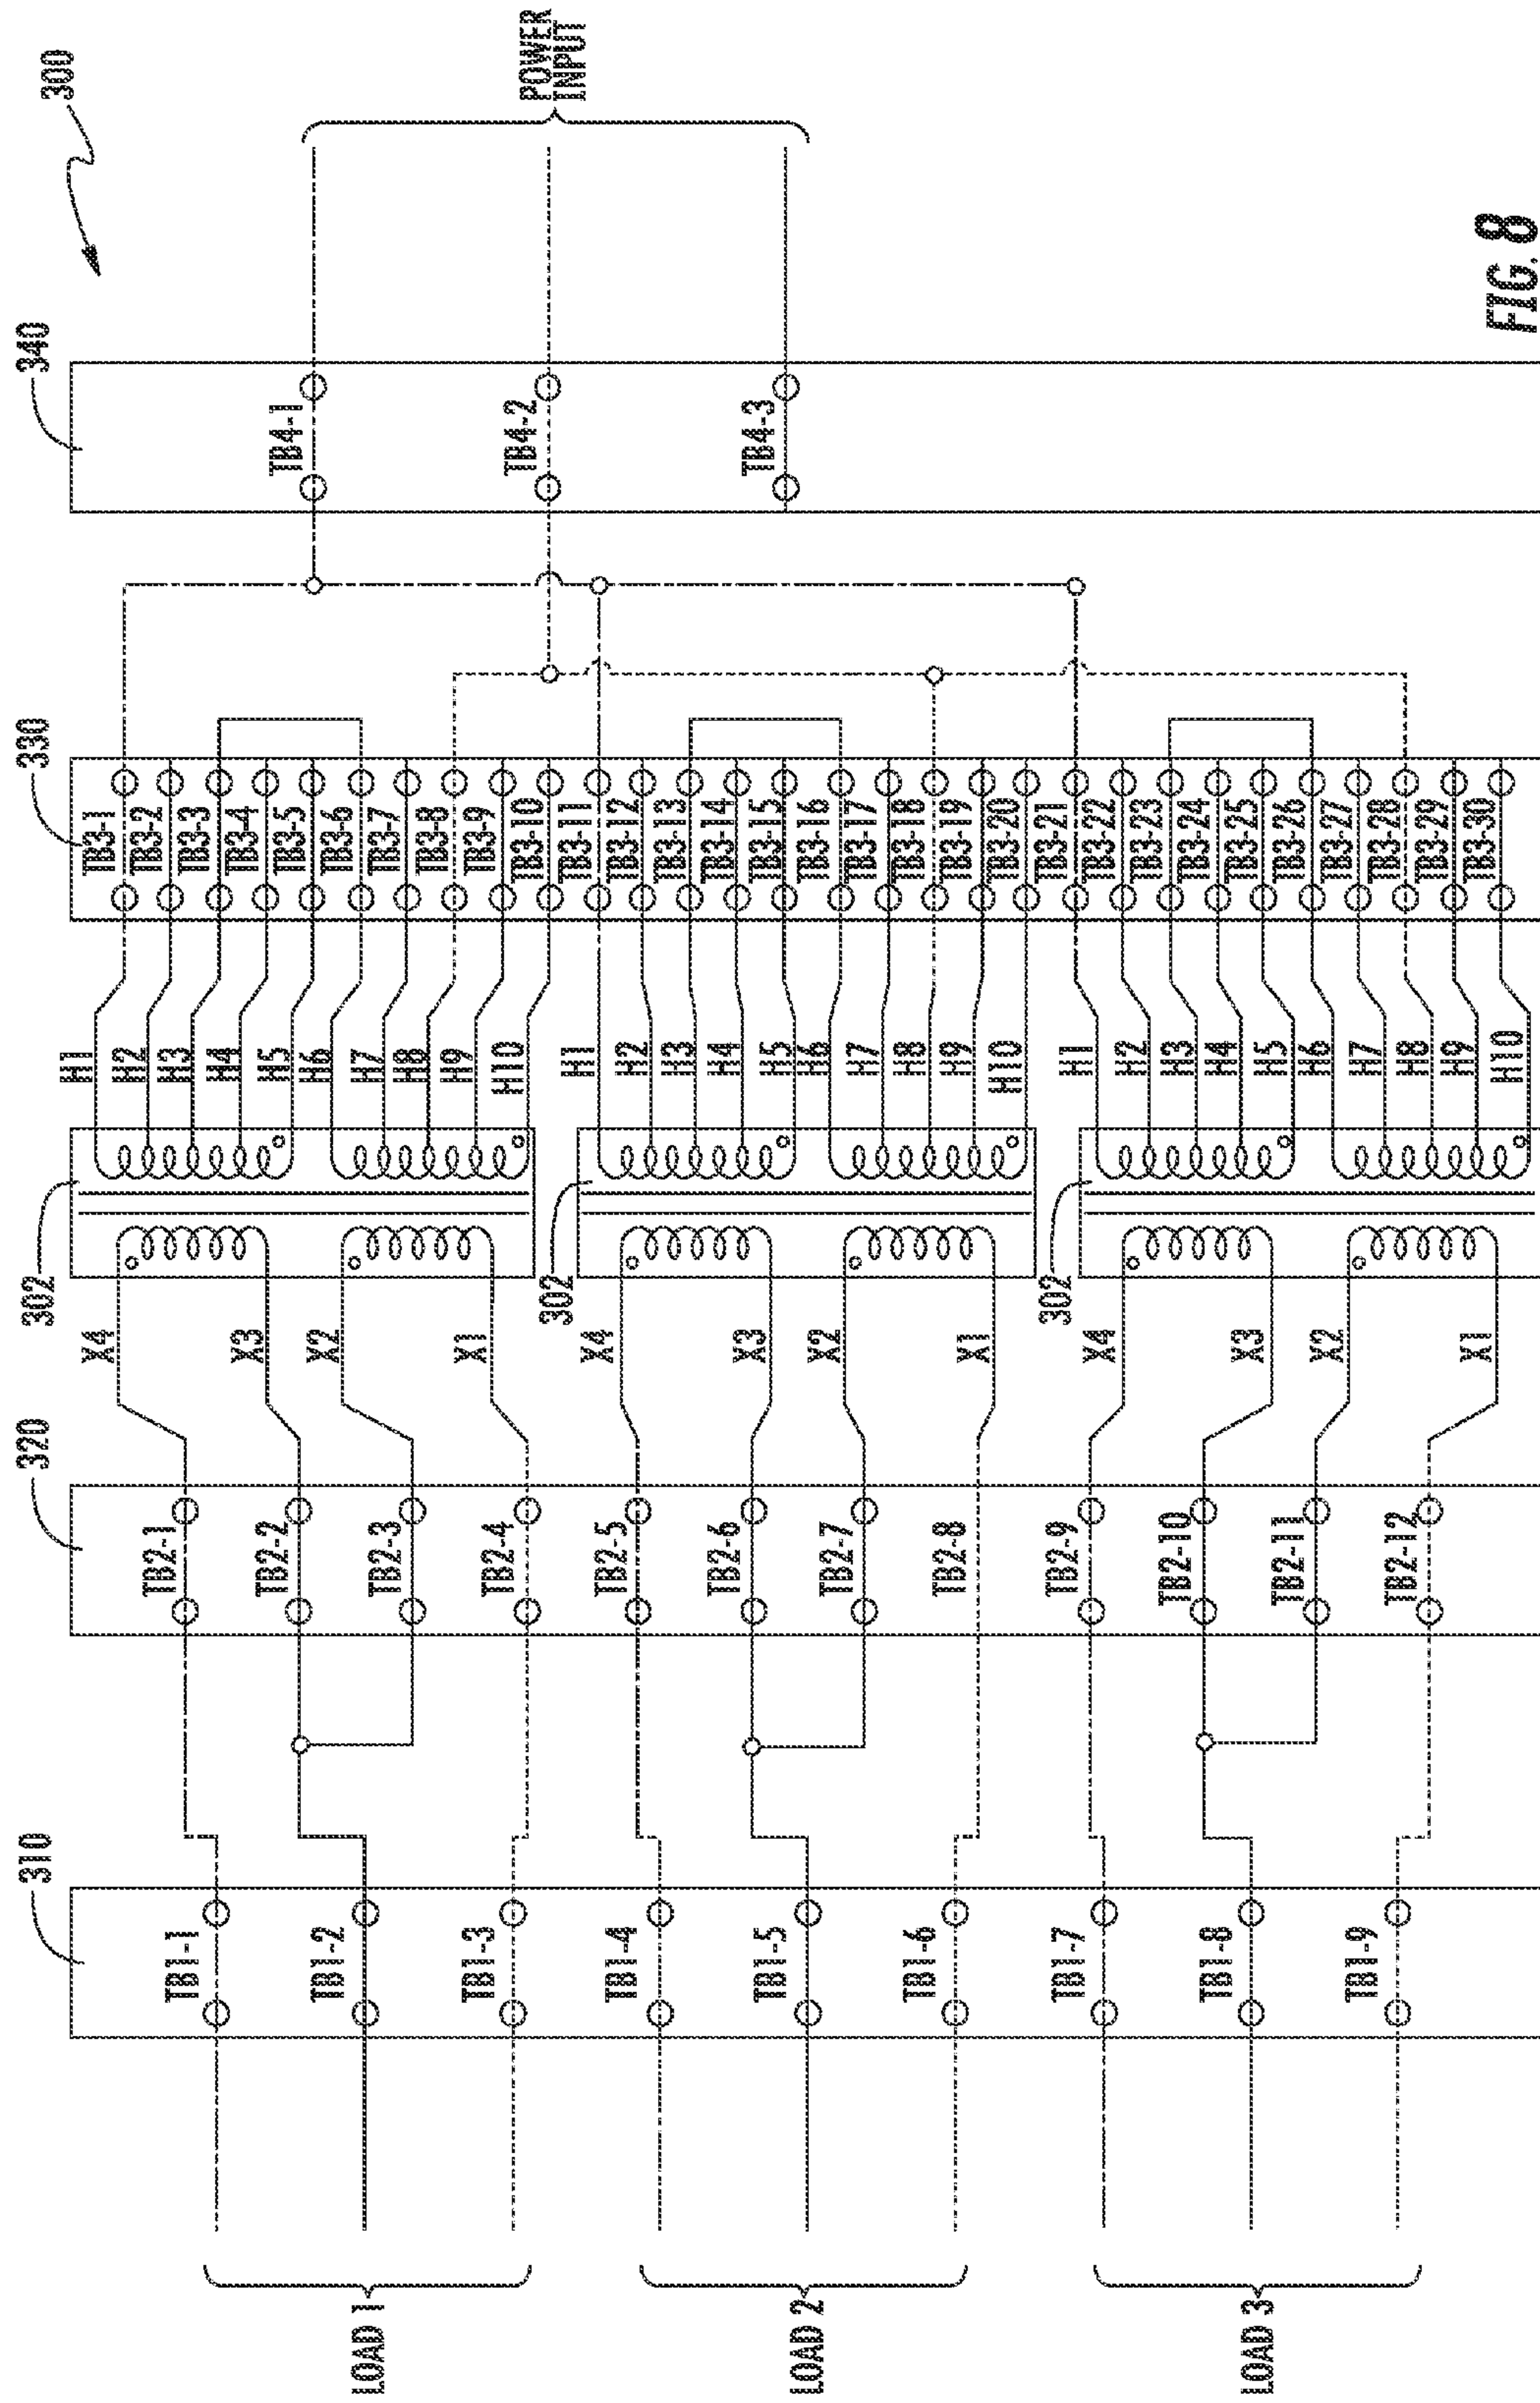 300
POWER
INPUT
340
TB4-1
TB4-2
TB4-3
FIG. 8
330
TB3-1
TB3-2
TB3-3
TB3-4
TB3-5
TB3-6
TB3-7
TB3-8
TB3-9
TB3-10
TB3-11
TB3-12
TB3-13
TB3-14
TB3-15
TB3-16
TB3-17
TB3-18
TB3-19
TB3-20
TB3-21
TB3-22
TB3-23
TB3-24
TB3-25
TB3-26
TB3-27
TB3-28
TB3-29
TB3-30
H1
H2
H3
H4
H5
H6
H7
H8
H9
H10
H1
H2
H3
H4
H5
H6
H7
H8
H9
H10
H1
H2
H3
H4
H5
H6
H7
H8
H9
H10
302
302
302
X4
X3
X2
X1
X4
X3
X2
X1
X4
X3
X2
X1
320
TB2-1
TB2-2
TB2-3
TB2-4
TB2-5
TB2-6
TB2-7
TB2-8
TB2-9
TB2-10
TB2-11
TB2-12
310
TB1-1
TB1-2
TB1-3
TB1-4
TB1-5
TB1-6
TB1-7
TB1-8
TB1-9
LOAD 1
LOAD 2
LOAD 3